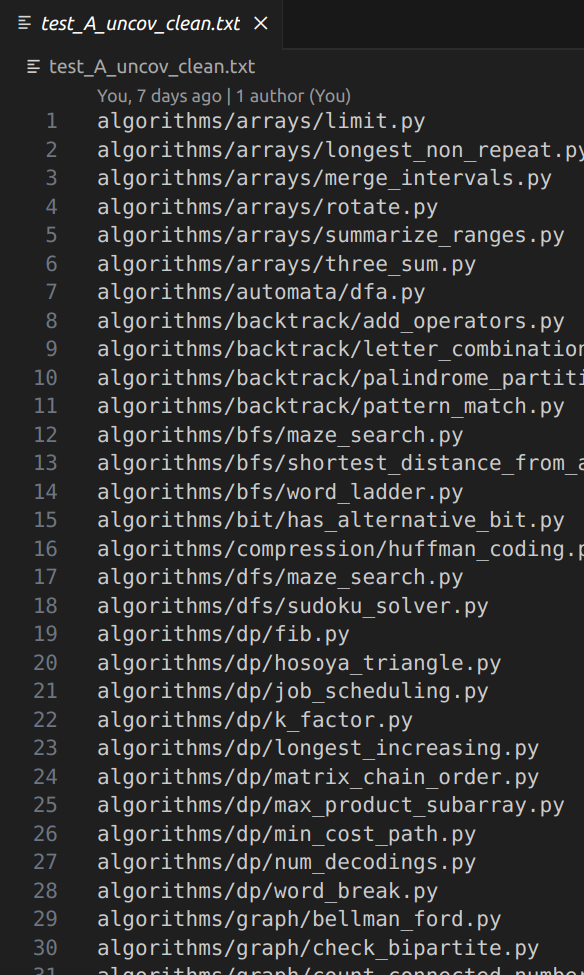 test_A_uncov_clean.txt
test_A_uncov_clean.txt
You, 7 days ago | 1 author (You)
1 algorithms/arrays/limit.py
2 algorithms/arrays/longest_non_repeat.py
3 algorithms/arrays/merge_intervals.py
4 algorithms/arrays/rotate.py
5 algorithms/arrays/summarize_ranges.py
6 algorithms/arrays/three_sum.py
7 algorithms/automata/dfa.py
8 algorithms/backtrack/add_operators.py
9 algorithms/backtrack/letter_combination
10 algorithms/backtrack/palindrome_partiti
11 algorithms/backtrack/pattern_match.py
12 algorithms/bfs/maze_search.py
13 algorithms/bfs/shortest_distance_from_a
14 algorithms/bfs/word_ladder.py
15 algorithms/bit/has_alternative_bit.py
16 algorithms/compression/huffman_coding.p
17 algorithms/dfs/maze_search.py
18 algorithms/dfs/sudoku_solver.py
19 algorithms/dp/fib.py
20 algorithms/dp/hosoya_triangle.py
21 algorithms/dp/job_scheduling.py
22 algorithms/dp/k_factor.py
23 algorithms/dp/longest_increasing.py
24 algorithms/dp/matrix_chain_order.py
25 algorithms/dp/max_product_subarray.py
26 algorithms/dp/min_cost_path.py
27 algorithms/dp/num_decodings.py
28 algorithms/dp/word_break.py
29 algorithms/graph/bellman_ford.py
30 algorithms/graph/check_bipartite.py
31 algorithms/graph/count_connected_number